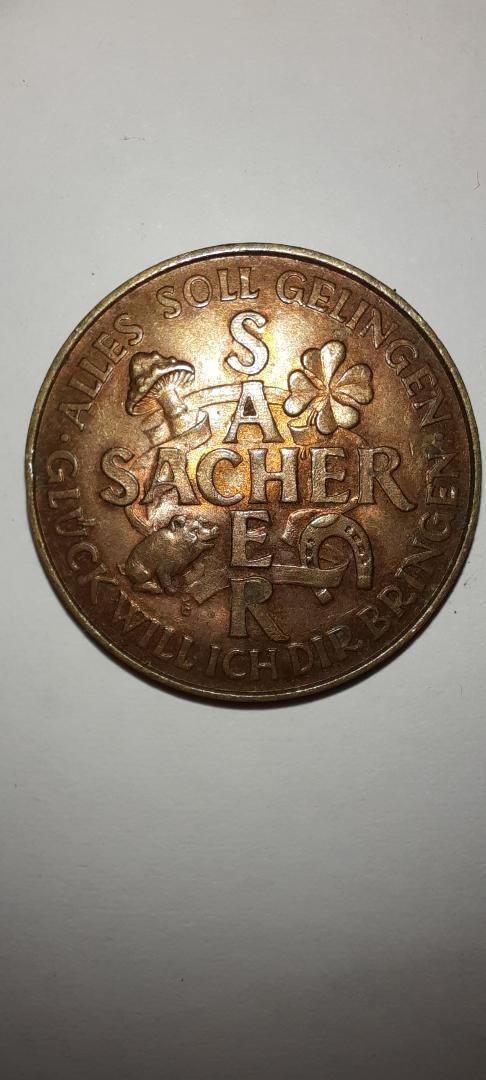 · ALLES SOLL GELINGEN ·
GLÜCK WILL ICH DIR BRINGEN
SACHER
SACHER